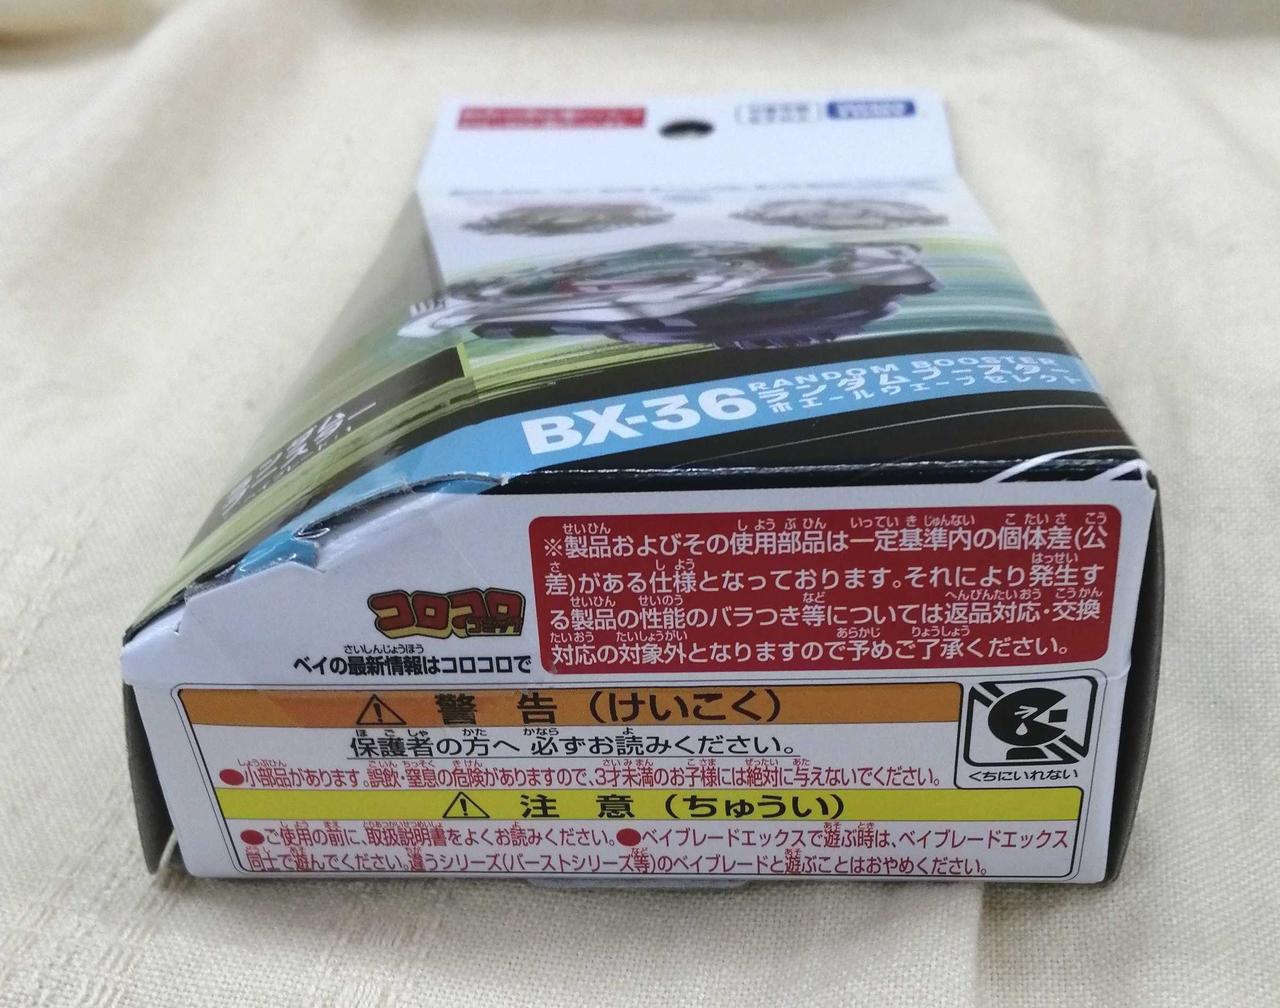 BX-36
RANDOM BOOSTER
ランダムブースター
ホエールウェーブセレクト
※製品およびその使用部品は一定基準内の個体差(公
差)がある仕様となっております。それにより発生す
る製品の性能のバラつき等については返品対応・交換
対応の対象外となりますので予めご了承ください。
コロコロ
コミック
ベイの最新情報はコロコロで
警告(けいこく)
保護者の方へ 必ずお読みください。
●小部品があります。誤飲・窒息の危険がありますので、3才未満のお子様には絶対に与えないでください。
くちにいれない
注意(ちゅうい)
●ご使用の前に、取扱説明書をよくお読みください。●ベイブレードエックスで遊ぶ時は、ベイブレードエックス
同士で遊んでください。違うシリーズ(バーストシリーズ等)のベイブレードと遊ぶことはおやめください。